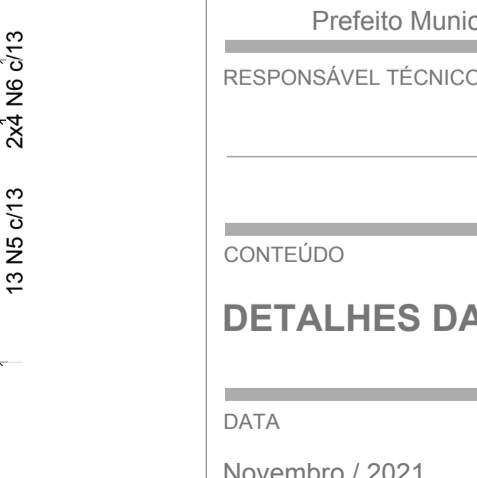 2x4 N6 c/13
13 N5 c/13
Prefeito Munic
RESPONSÁVEL TÉCNICO
CONTEÚDO
DETALHES DA
DATA
Novembro / 2021